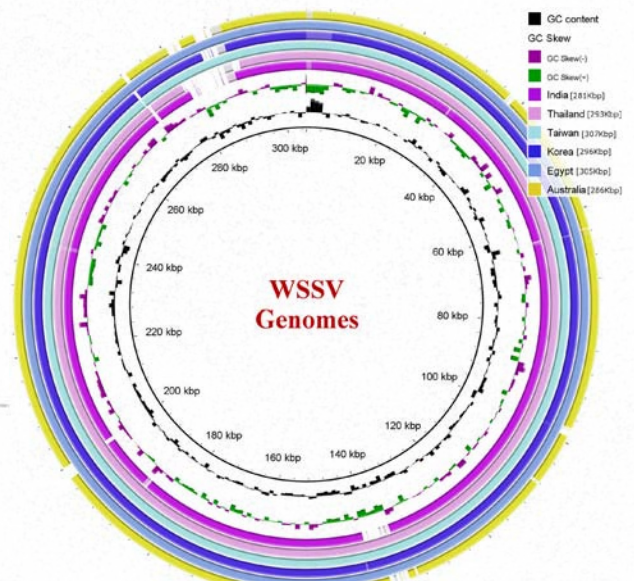 GC content
GC Skew
GC Skew(-)
GC Skew(+)
India [281Kbp]
Thailand [293Kbp]
Taiwan [307Kbp]
Korea [296Kbp]
Egypt [305Kbp]
Australia [286Kbp]
300 kbp
20 kbp
40 kbp
60 kbp
80 kbp
100 kbp
120 kbp
140 kbp
160 kbp
180 kbp
200 kbp
220 kbp
240 kbp
260 kbp
280 kbp
WSSV
Genomes